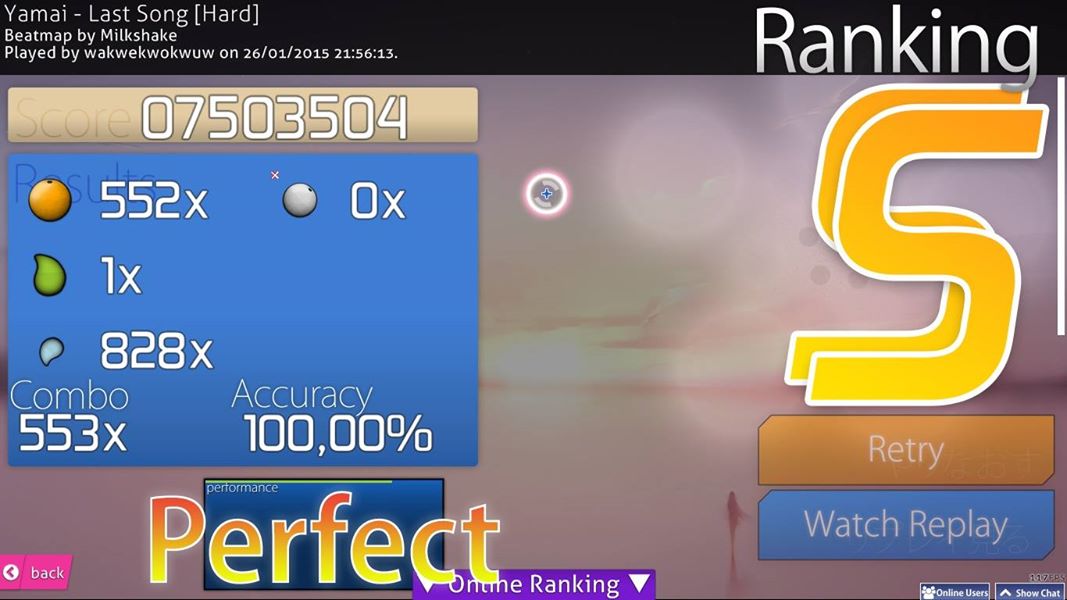 Yamai - Last Song [Hard]
Beatmap by Milkshake
Played by wakwekwokwuw on 26/01/2015 21:56:13.
Ranking
Score 07503504
Results
552x 0x
1x
828x
Combo Accuracy
553x 100,00%
S
Retry
Watch Replay
performance
Perfect
back
Online Ranking
Online Users
Show Chat